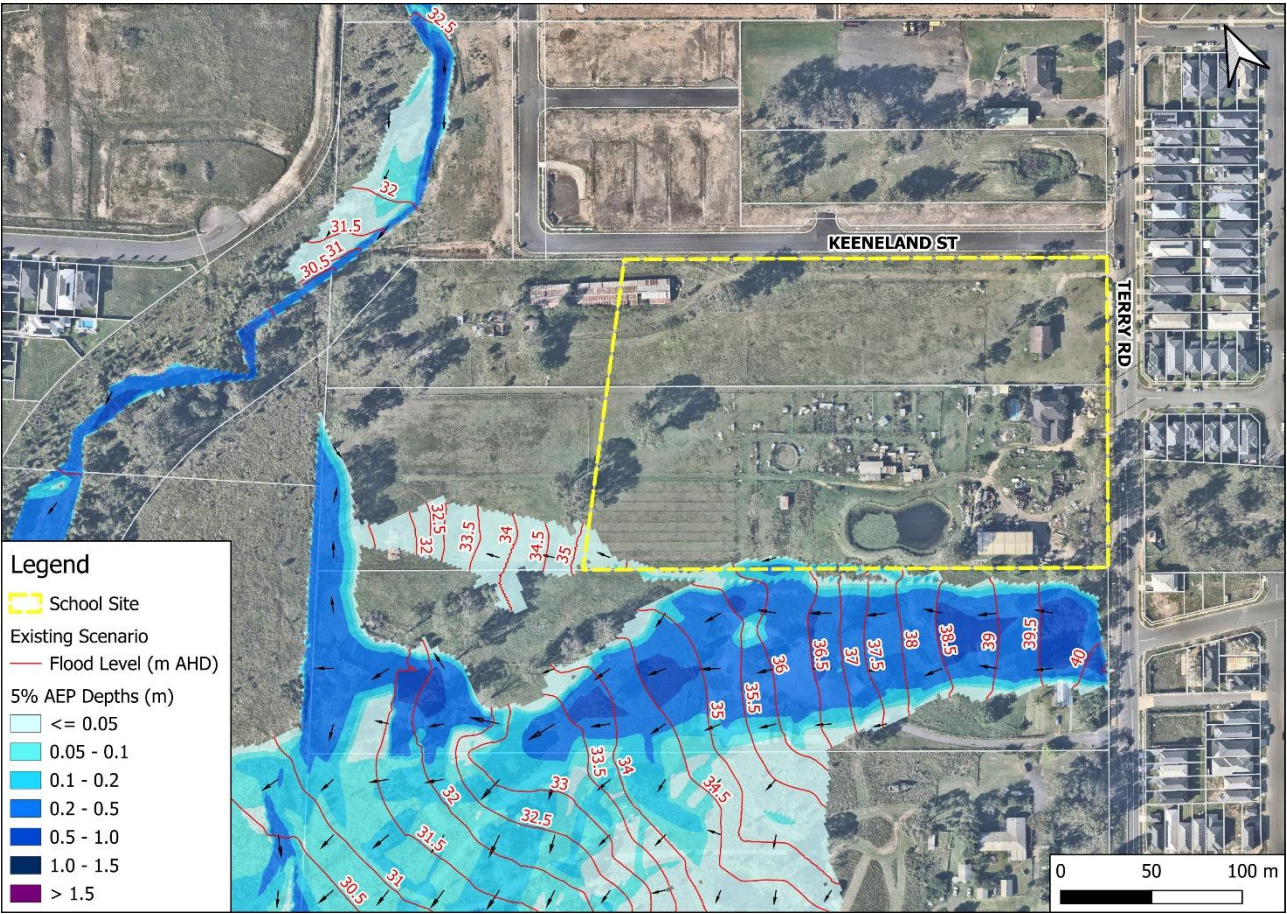 32.5
32
31.5
31
30.5
KEENELAND ST
TERRY RD
32
32.5
33.5
34
34.5
35
36
36.5
37
37.5
38
38.5
39
39.5
40
35.5
35
34.5
34
33.5
33
32.5
32
31.5
31
30.5
Legend
School Site
Existing Scenario
Flood Level (m AHD)
5% AEP Depths (m)
<= 0.05
0.05 - 0.1
0.1 - 0.2
0.2 - 0.5
0.5 - 1.0
1.0 - 1.5
> 1.5
0 50 100 m